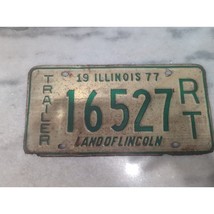 19 ILLINOIS 77
TRAILER
16527
RT
LAND OF LINCOLN